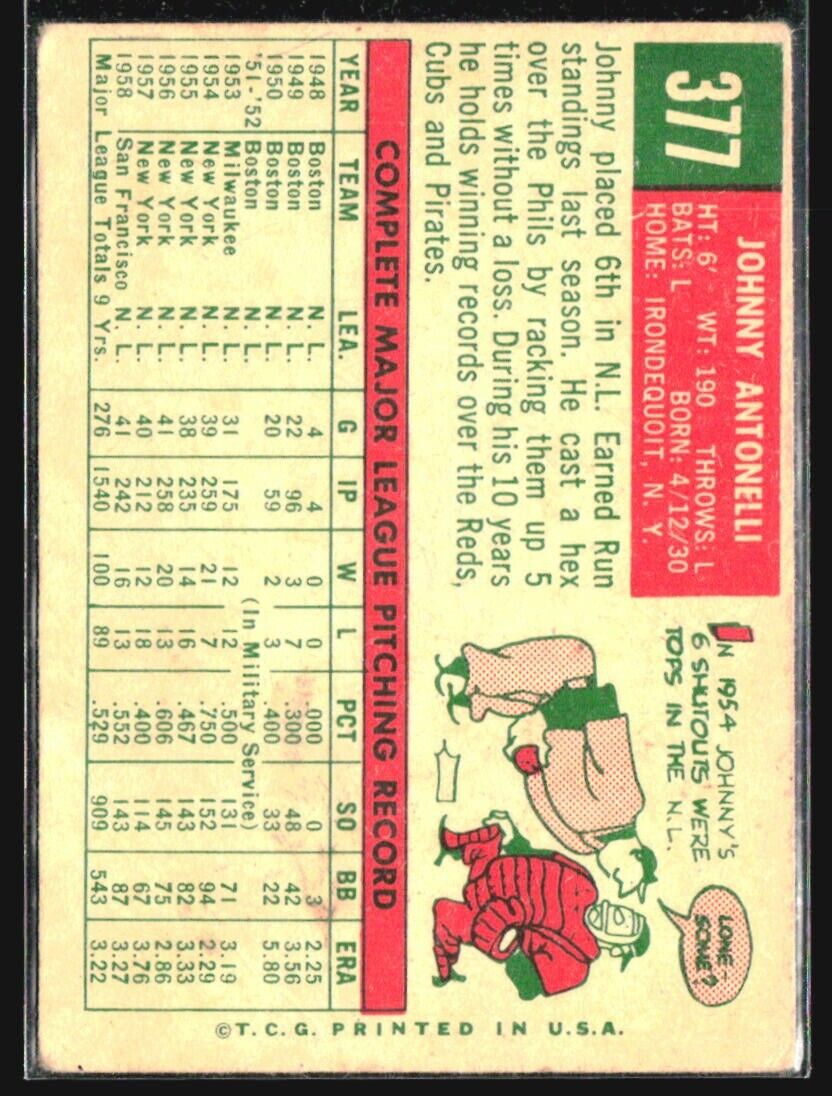 377
JOHNNY ANTONELLI
HT: 6' - WT: 190 THROWS: L
BATS: L BORN: 4/12/30
HOME: IRONDEQUOIT, N. Y.
Johnny placed 6th in N.L. Earned Run
standings last season. He cast a hex
over the Phils by racking them up 5
times without a loss. During his 10 years
he holds winning records over the Reds,
Cubs and Pirates.
IN 1954 JOHNNY'S
6 SHUTOUTS WERE
TOPS IN THE N.L.
LONE-
SOME?
COMPLETE MAJOR LEAGUE PITCHING RECORD
YEAR TEAM LEA. G IP W L PCT SO BB ERA
1948 Boston N. L. 4 4 0 0 .000 0 3 2.25
1949 Boston N. L. 22 96 3 7 .300 48 42 3.56
1950 Boston N. L. 20 59 2 3 .400 33 22 5.80
'51-'52 Boston N. L. (In Military Service)
1953 Milwaukee N. L. 31 175 12 12 .500 131 71 3.19
1954 New York N. L. 39 259 21 7 .750 152 94 2.29
1955 New York N. L. 38 235 14 16 .467 143 82 3.33
1956 New York N. L. 41 258 20 13 .606 145 75 2.86
1957 New York N. L. 40 212 12 18 .400 114 67 3.76
1958 San Francisco N. L. 41 242 16 13 .552 143 87 3.27
Major League Totals 9 Yrs. 276 1540 100 89 .529 909 543 3.22
©T.C.G. PRINTED IN U.S.A.